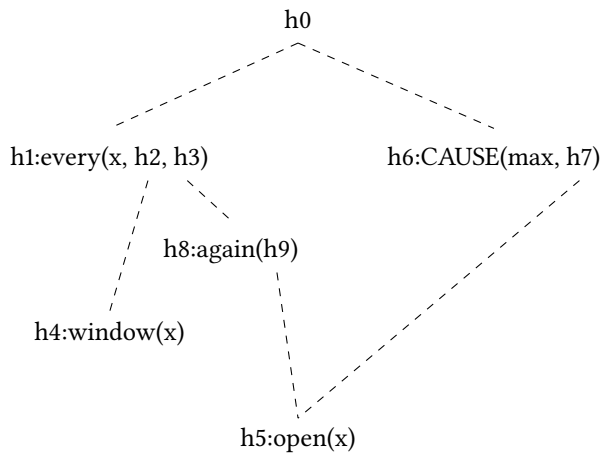 h0
h1:every(x, h2, h3)
h6:CAUSE(max, h7)
h8:again(h9)
h4:window(x)
h5:open(x)